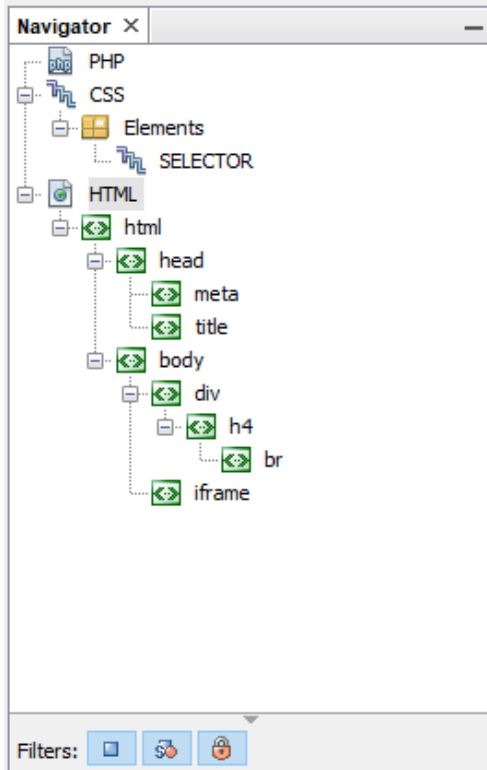 Navigator
PHP
CSS
Elements
SELECTOR
HTML
html
head
meta
title
body
div
h4
br
iframe
Filters: